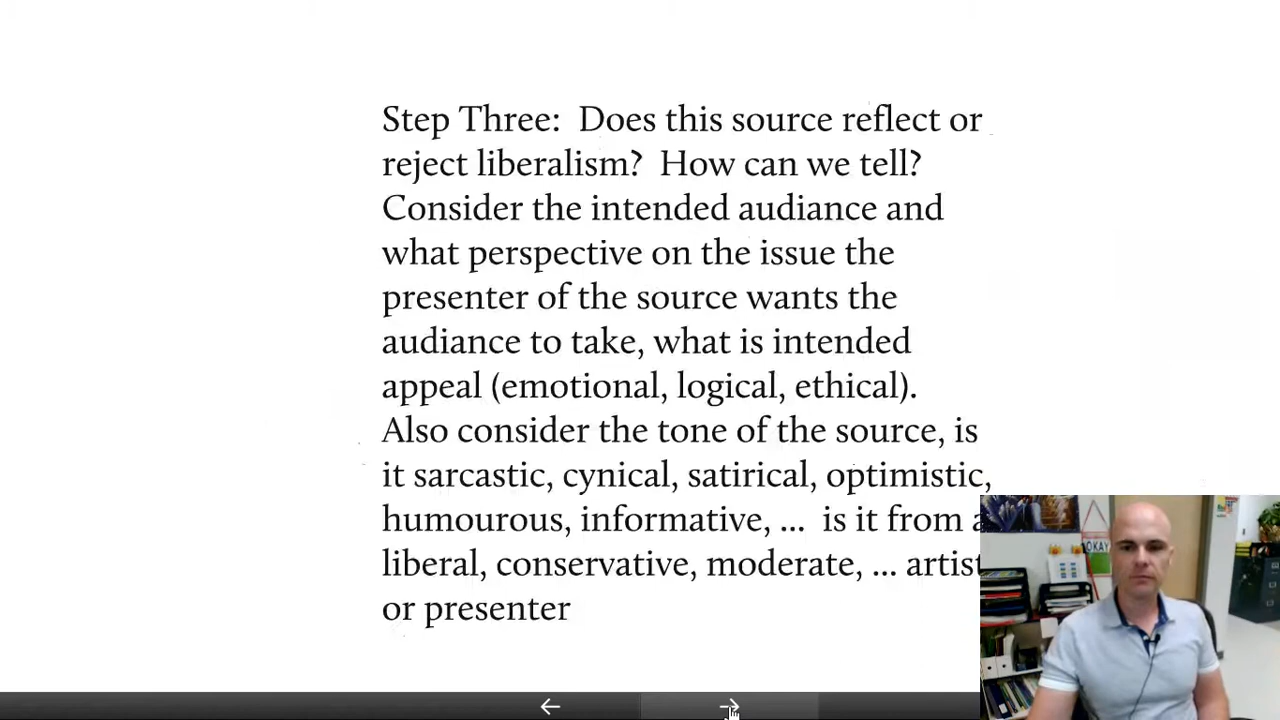 Step Three:  Does this source reflect or
reject liberalism?  How can we tell?
Consider the intended audiance and
what perspective on the issue the
presenter of the source wants the
audiance to take, what is intended
appeal (emotional, logical, ethical).
Also consider the tone of the source, is
it sarcastic, cynical, satirical, optimistic,
humourous, informative, ...  is it from a
liberal, conservative, moderate, ... artist
or presenter
OKAY